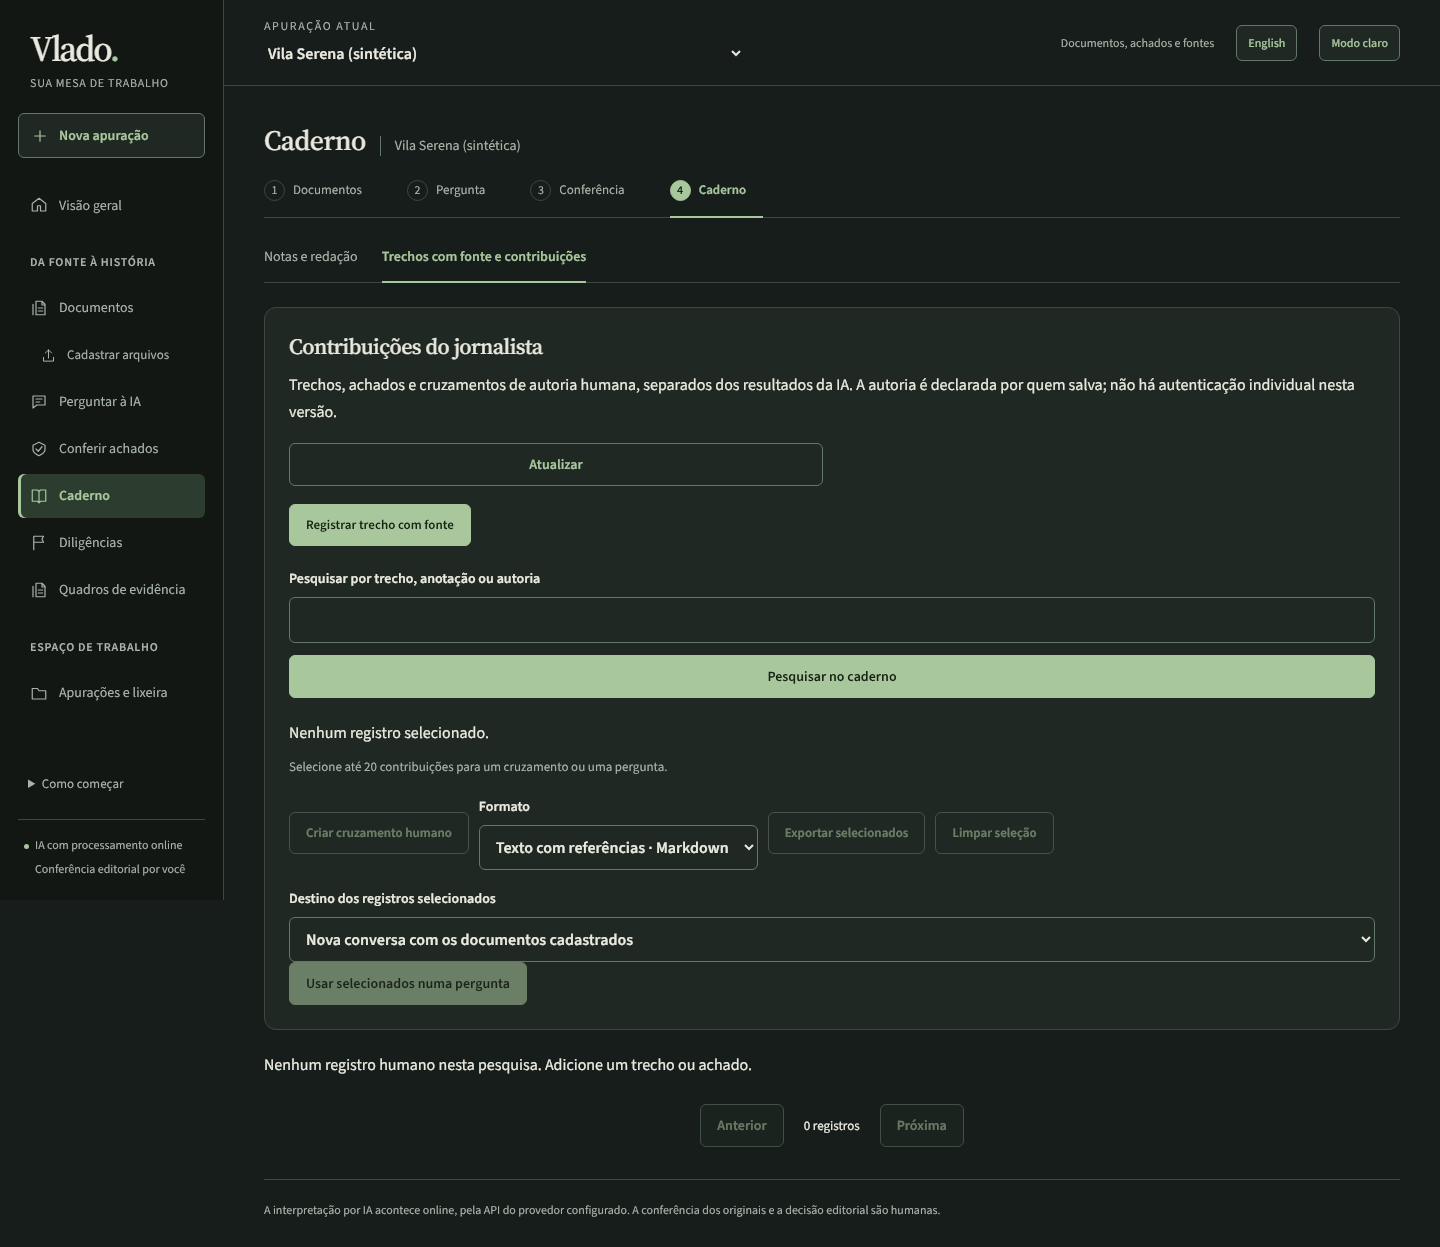 Vlado.
SUA MESA DE TRABALHO
Nova apuração
Visão geral
DA FONTE À HISTÓRIA
Documentos
Cadastrar arquivos
Perguntar à IA
Conferir achados
Caderno
Diligências
Quadros de evidência
ESPAÇO DE TRABALHO
Apurações e lixeira
Como começar
IA com processamento online
Conferência editorial por você
APURAÇÃO ATUAL
Vila Serena (sintética)
Documentos, achados e fontes
English
Modo claro
Caderno
Vila Serena (sintética)
1 Documentos
2 Pergunta
3 Conferência
4 Caderno
Notas e redação
Trechos com fonte e contribuições
Contribuições do jornalista
Trechos, achados e cruzamentos de autoria humana, separados dos resultados da IA. A autoria é declarada por quem salva; não há autenticação individual nesta
versão.
Atualizar
Registrar trecho com fonte
Pesquisar por trecho, anotação ou autoria
Pesquisar no caderno
Nenhum registro selecionado.
Selecione até 20 contribuições para um cruzamento ou uma pergunta.
Criar cruzamento humano
Formato
Texto com referências · Markdown
Exportar selecionados
Limpar seleção
Destino dos registros selecionados
Nova conversa com os documentos cadastrados
Usar selecionados numa pergunta
Nenhum registro humano nesta pesquisa. Adicione um trecho ou achado.
Anterior
0 registros
Próxima
A interpretação por IA acontece online, pela API do provedor configurado. A conferência dos originais e a decisão editorial são humanas.